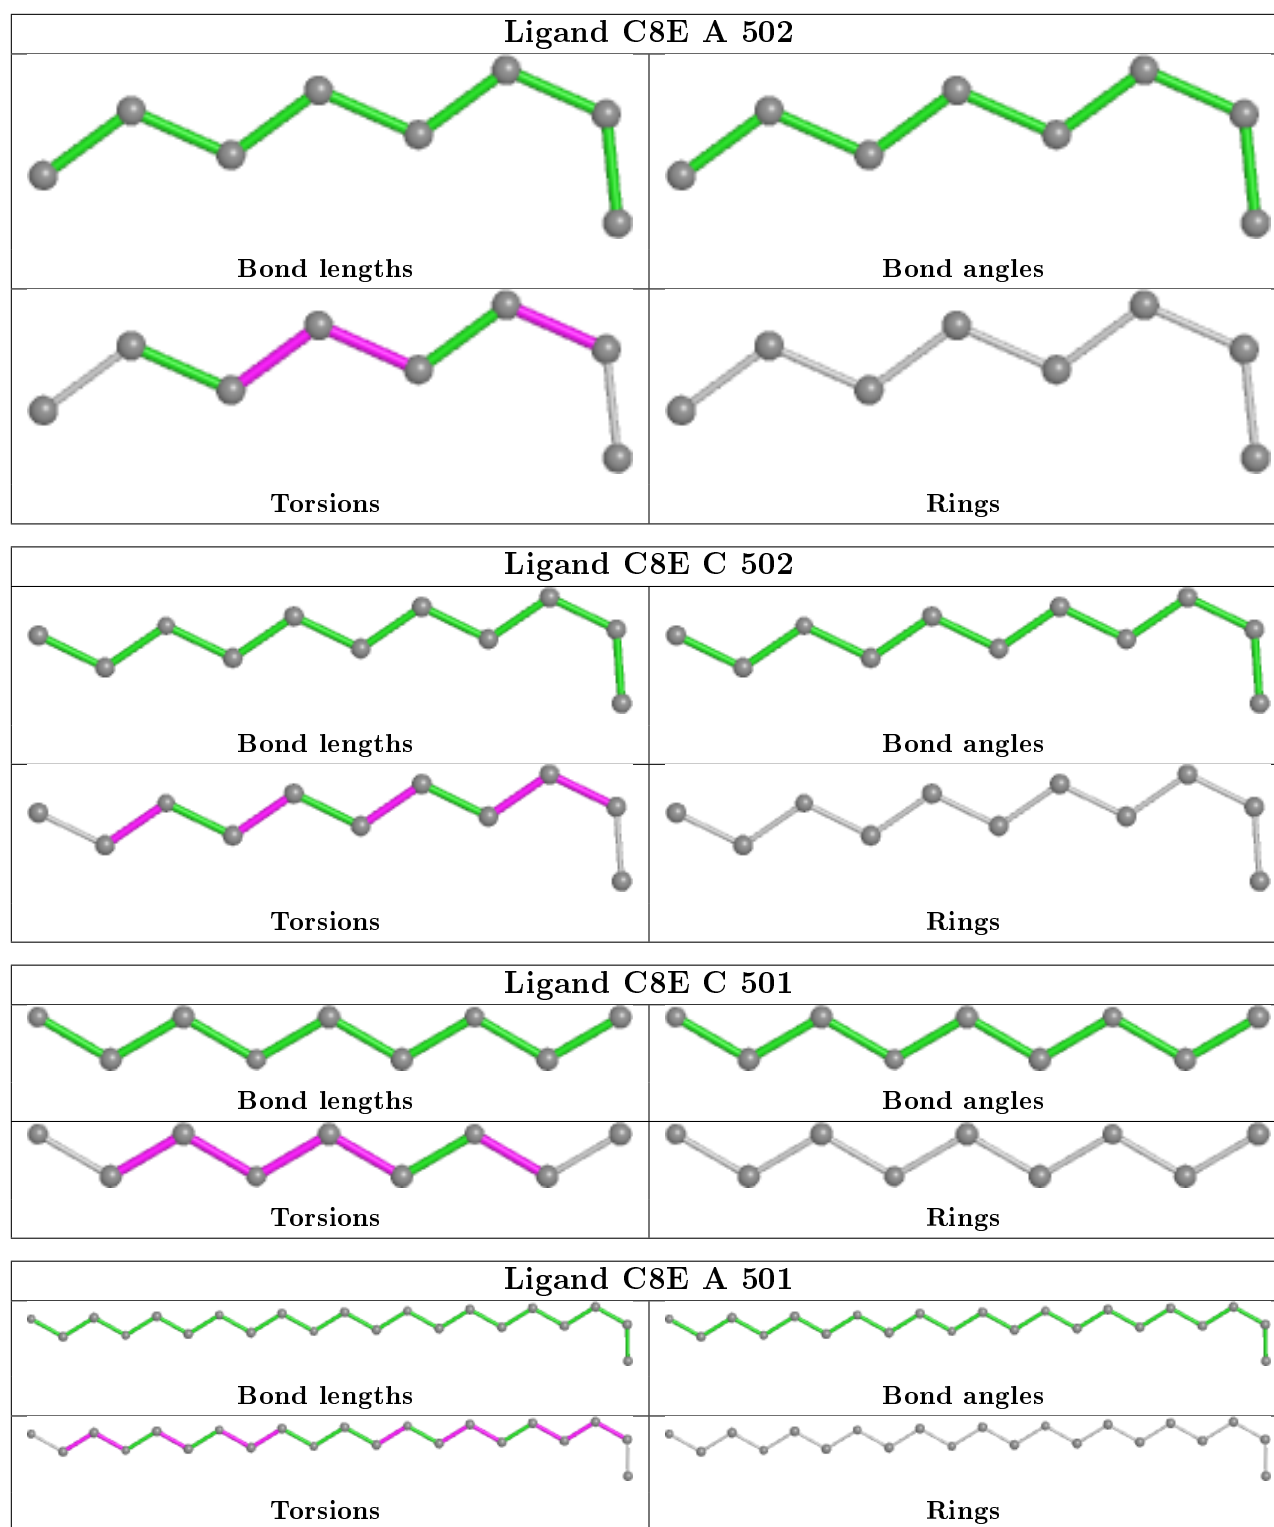 Ligand C8E A 502
Bond lengths
Bond angles
Torsions
Rings
Ligand C8E C 502
Bond lengths
Bond angles
Torsions
Rings
Ligand C8E C 501
Bond lengths
Bond angles
Torsions
Rings
Ligand C8E A 501
Bond lengths
Bond angles
Torsions
Rings